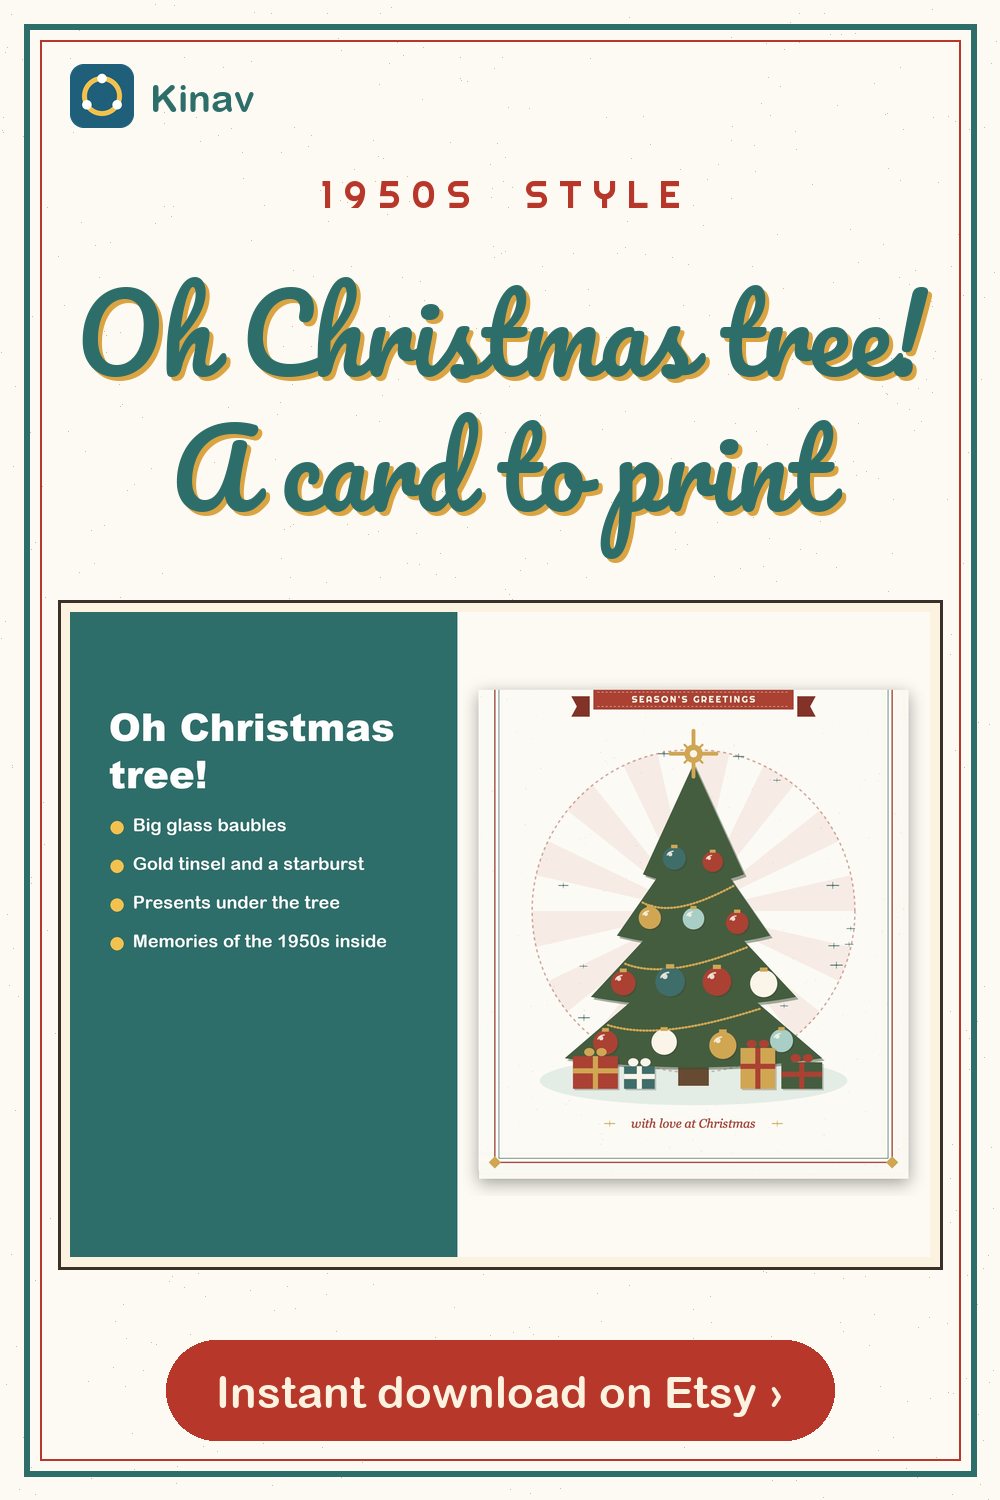 Kinav
1950S STYLE
Oh Christmas tree!
A card to print
Oh Christmas
tree!
Big glass baubles
Gold tinsel and a starburst
Presents under the tree
Memories of the 1950s inside
SEASON'S GREETINGS
with love at Christmas
Instant download on Etsy ›